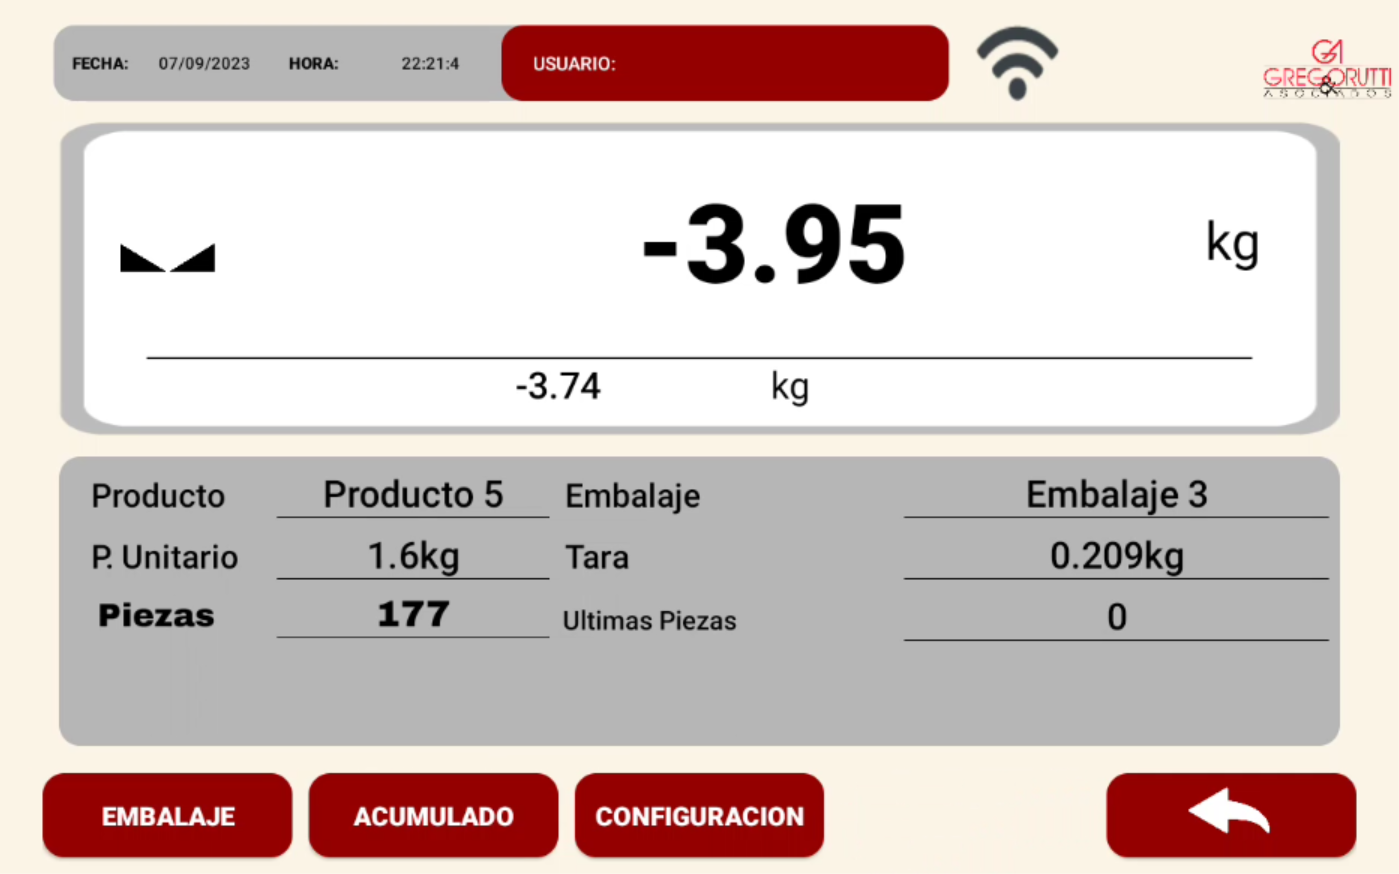 FECHA: 07/09/2023 HORA: 22:21:4 USUARIO:
GA
GREGORUTTI
&
ASOCIADOS
-3.95 kg
-3.74 kg
Producto Producto 5 Embalaje Embalaje 3
P. Unitario 1.6kg Tara 0.209kg
Piezas 177 Ultimas Piezas 0
EMBALAJE ACUMULADO CONFIGURACION